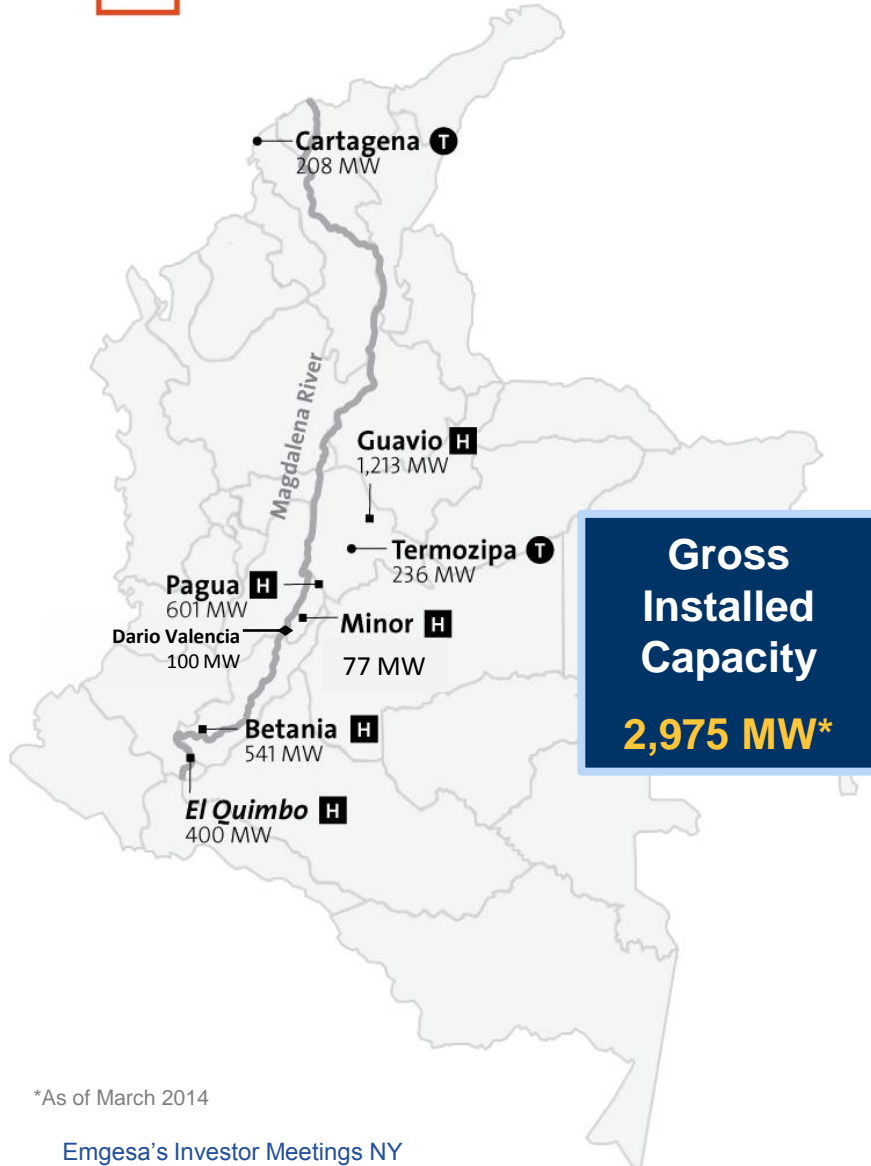 Cartagena T
208 MW
Magdalena River
Guavio H
1,213 MW
Termozipa T
236 MW
Pagua H
601 MW
Minor H
77 MW
Dario Valencia
100 MW
Betania H
541 MW
El Quimbo H
400 MW
Gross
Installed
Capacity
2,975 MW*
*As of March 2014
Emgesa's Investor Meetings NY